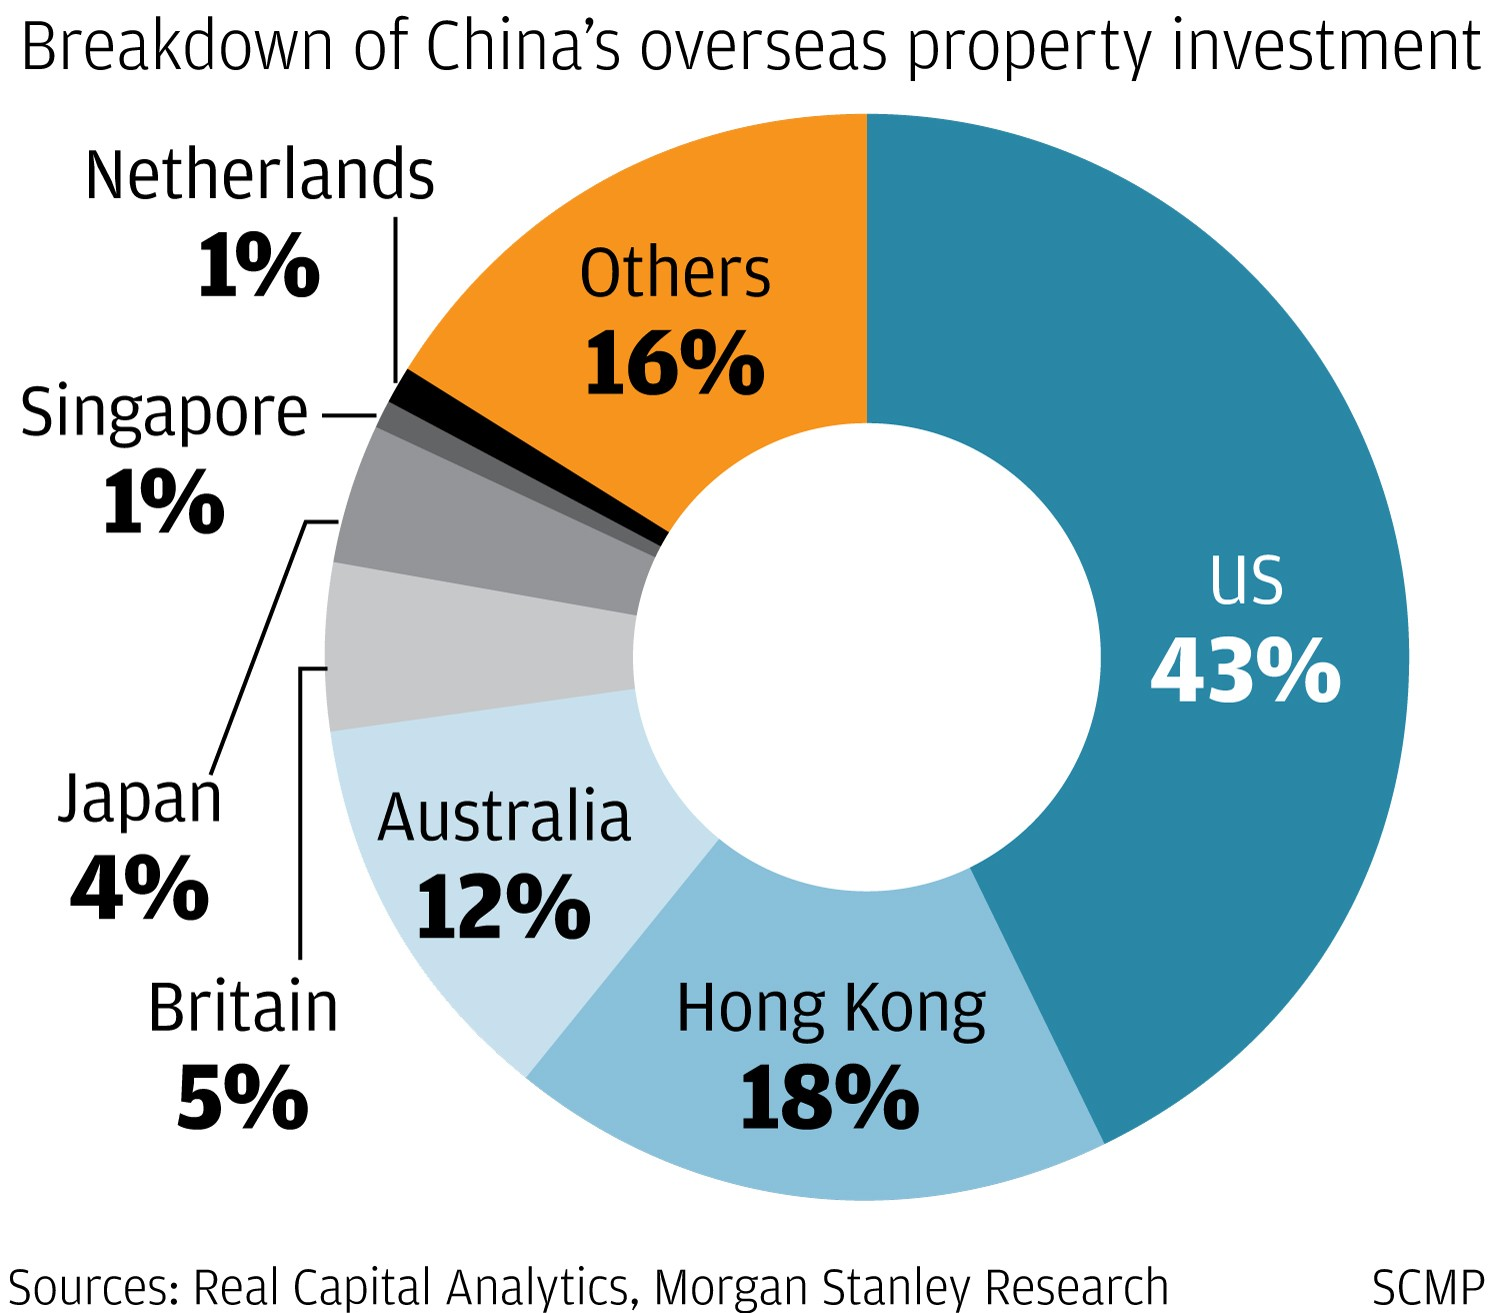 Breakdown of China’s overseas property investment
Netherlands
1%
Others
16%
Singapore
1%
US
43%
Japan
4%
Australia
12%
Britain
5%
Hong Kong
18%
Sources: Real Capital Analytics, Morgan Stanley Research
SCMP